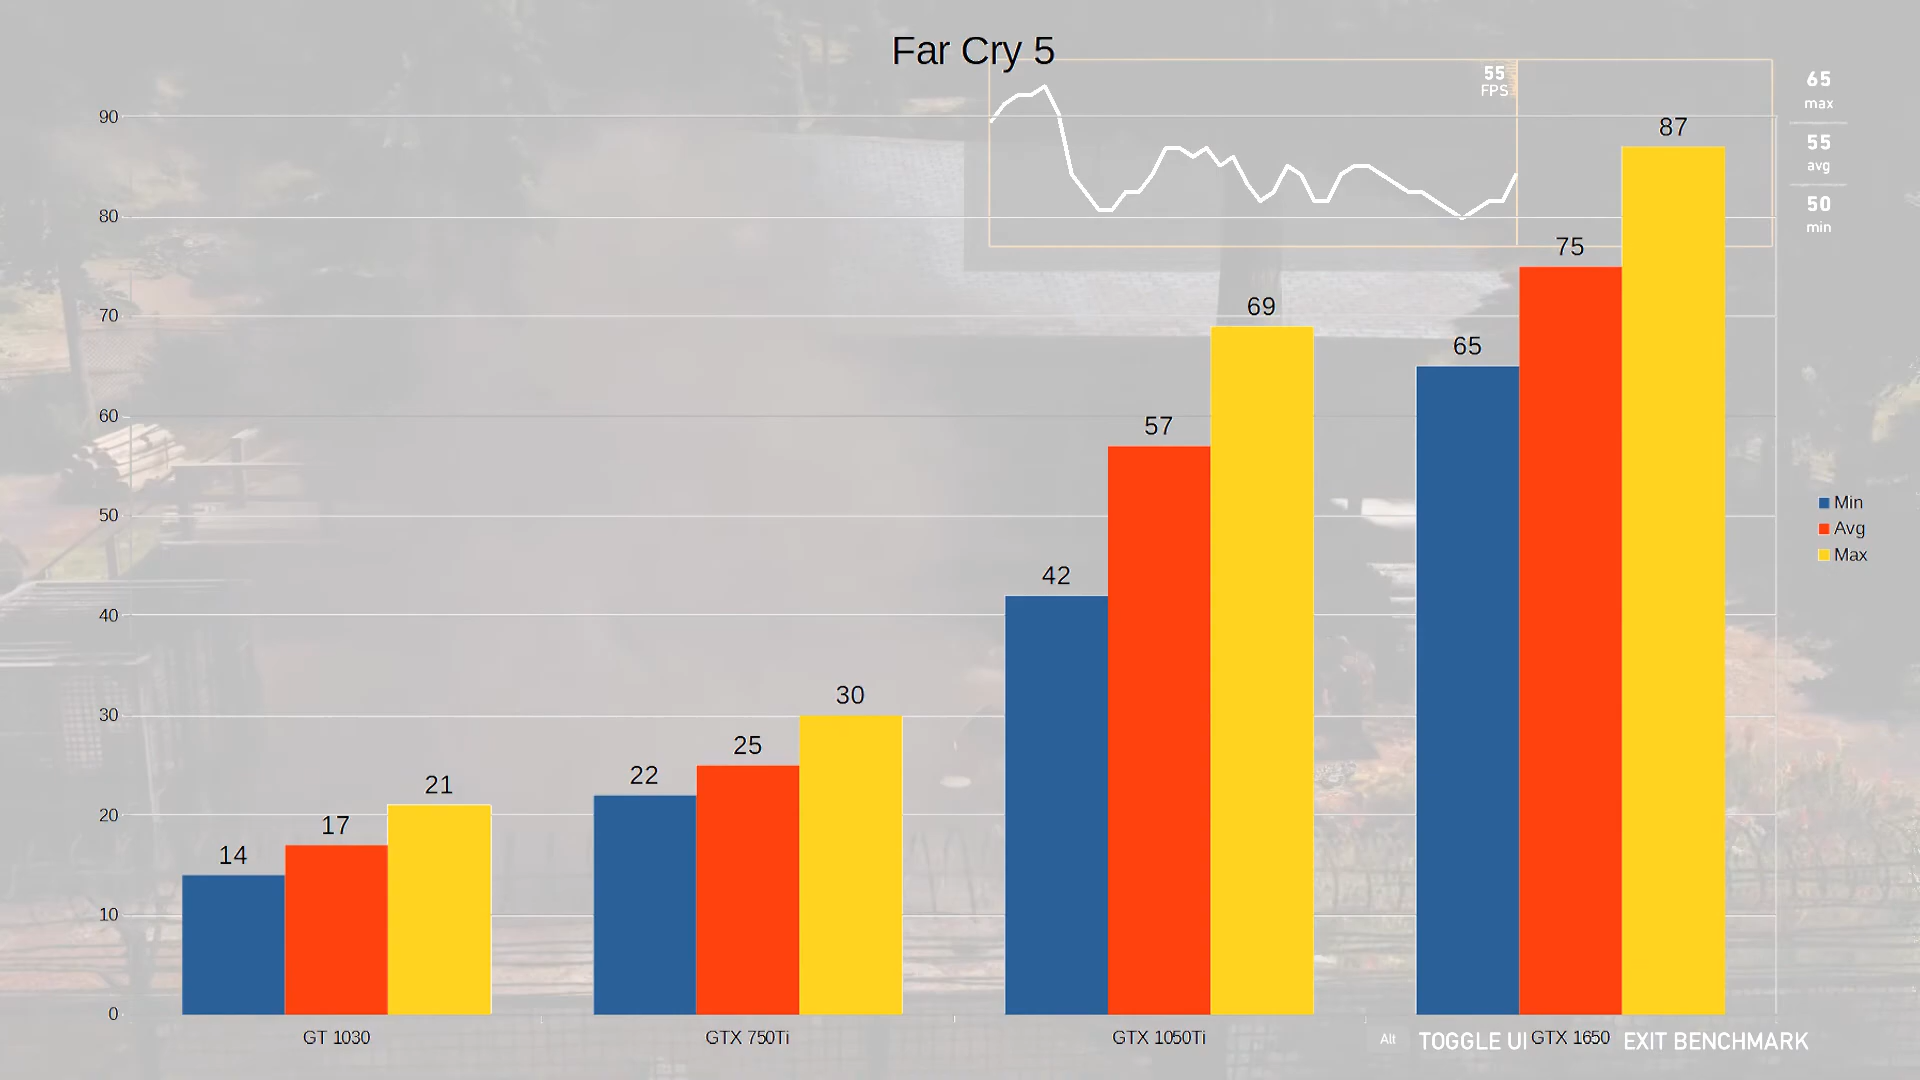 Far Cry 5
55
FPS
65
max
55
avg
50
min
90
80
70
60
50
40
30
20
10
0
14
17
21
22
25
30
42
57
69
65
75
87
Min
Avg
Max
GT 1030
GTX 750Ti
GTX 1050Ti
GTX 1650
Alt TOGGLE UI EXIT BENCHMARK